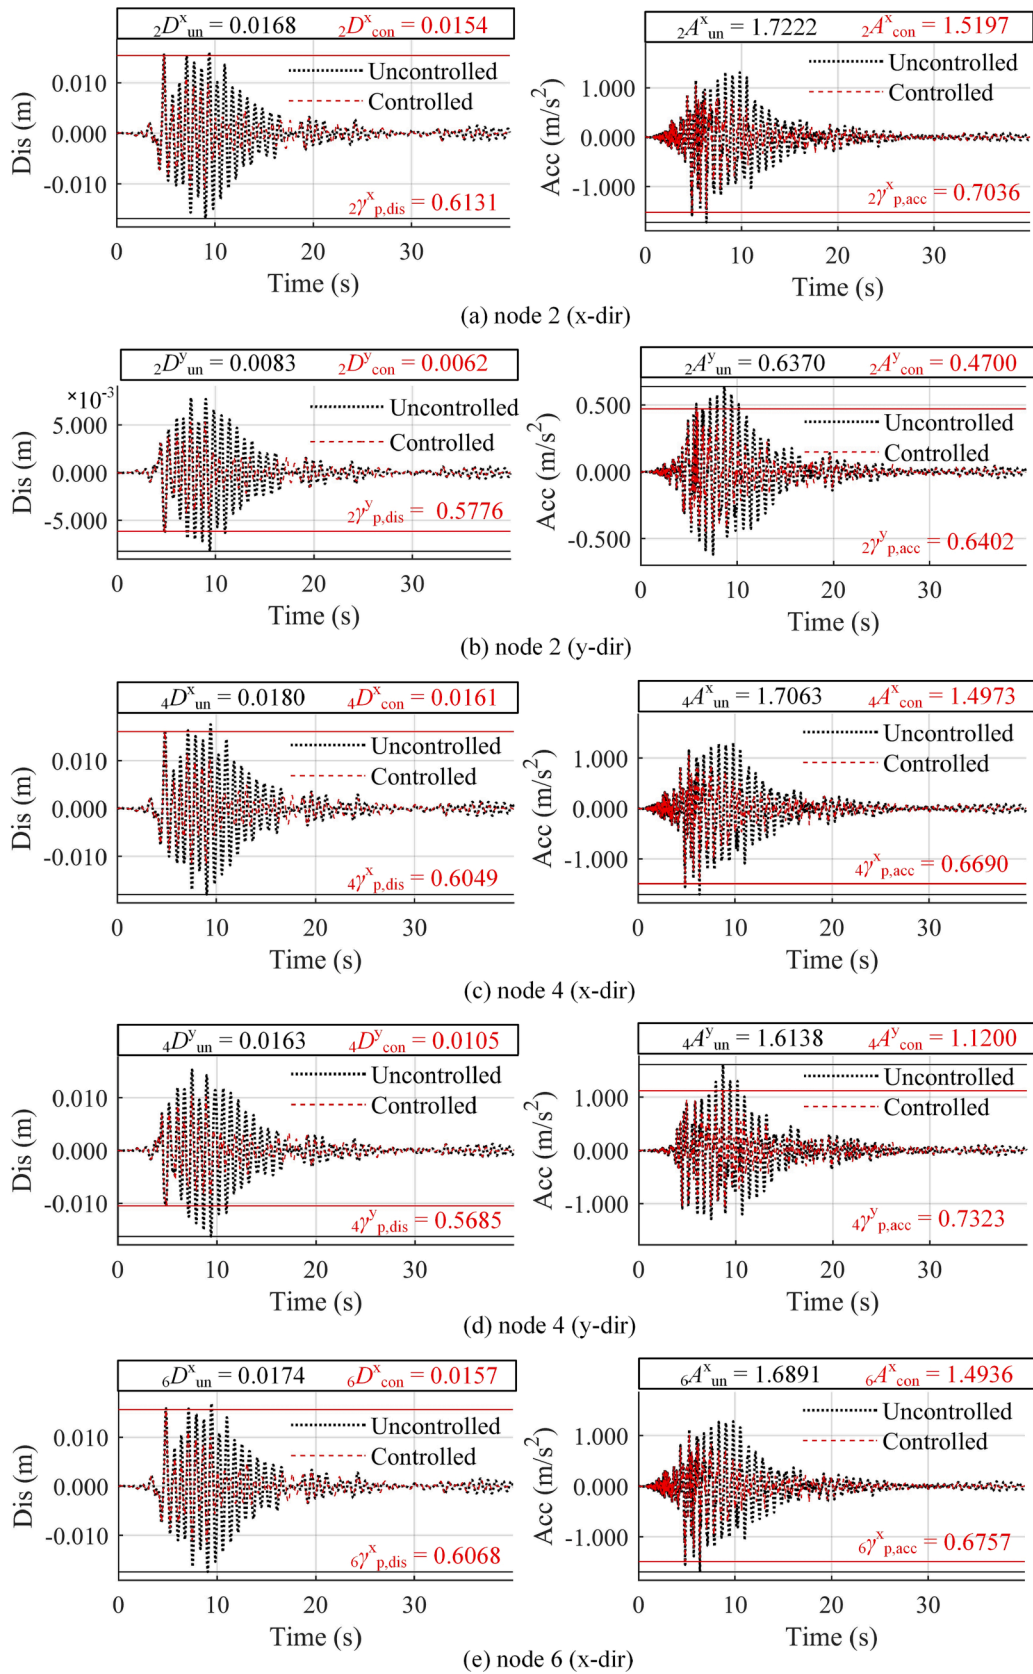 ₂Dˣun = 0.0168 ₂Dˣcon = 0.0154
Dis (m)
0.010
0.000
-0.010
Uncontrolled
Controlled
₂γˣp,dis = 0.6131
0 10 20 30
Time (s)
₂Aˣun = 1.7222 ₂Aˣcon = 1.5197
Acc (m/s²)
1.000
0.000
-1.000
Uncontrolled
Controlled
₂γˣp,acc = 0.7036
0 10 20 30
Time (s)
(a) node 2 (x-dir)
₂Dʸun = 0.0083 ₂Dʸcon = 0.0062
×10⁻³
Dis (m)
5.000
0.000
-5.000
Uncontrolled
Controlled
₂γʸp,dis = 0.5776
0 10 20 30
Time (s)
₂Aʸun = 0.6370 ₂Aʸcon = 0.4700
Acc (m/s²)
0.500
0.000
-0.500
Uncontrolled
Controlled
₂γʸp,acc = 0.6402
0 10 20 30
Time (s)
(b) node 2 (y-dir)
₄Dˣun = 0.0180 ₄Dˣcon = 0.0161
Dis (m)
0.010
0.000
-0.010
Uncontrolled
Controlled
₄γˣp,dis = 0.6049
0 10 20 30
Time (s)
₄Aˣun = 1.7063 ₄Aˣcon = 1.4973
Acc (m/s²)
1.000
0.000
-1.000
Uncontrolled
Controlled
₄γˣp,acc = 0.6690
0 10 20 30
Time (s)
(c) node 4 (x-dir)
₄Dʸun = 0.0163 ₄Dʸcon = 0.0105
Dis (m)
0.010
0.000
-0.010
Uncontrolled
Controlled
₄γʸp,dis = 0.5685
0 10 20 30
Time (s)
₄Aʸun = 1.6138 ₄Aʸcon = 1.1200
Acc (m/s²)
1.000
0.000
-1.000
Uncontrolled
Controlled
₄γʸp,acc = 0.7323
0 10 20 30
Time (s)
(d) node 4 (y-dir)
₆Dˣun = 0.0174 ₆Dˣcon = 0.0157
Dis (m)
0.010
0.000
-0.010
Uncontrolled
Controlled
₆γˣp,dis = 0.6068
0 10 20 30
Time (s)
₆Aˣun = 1.6891 ₆Aˣcon = 1.4936
Acc (m/s²)
1.000
0.000
-1.000
Uncontrolled
Controlled
₆γˣp,acc = 0.6757
0 10 20 30
Time (s)
(e) node 6 (x-dir)